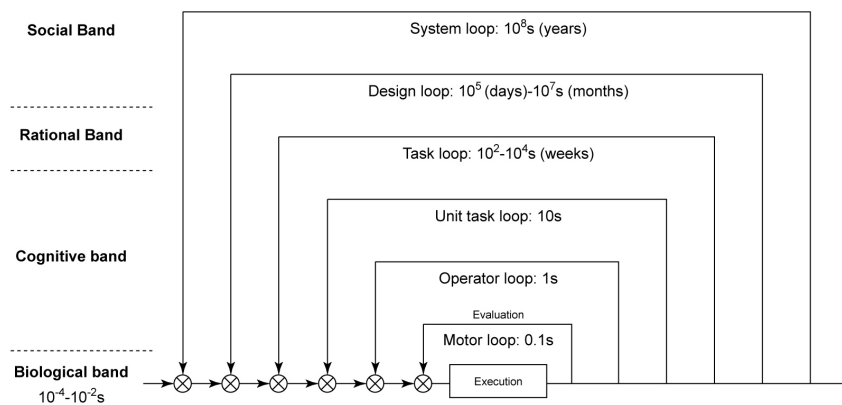 Social Band
System loop: 10⁸s (years)
Design loop: 10⁵ (days)-10⁷s (months)
Rational Band
Task loop: 10²-10⁴s (weeks)
Unit task loop: 10s
Cognitive band
Operator loop: 1s
Evaluation
Motor loop: 0.1s
Biological band
10⁻⁴-10⁻²s
Execution